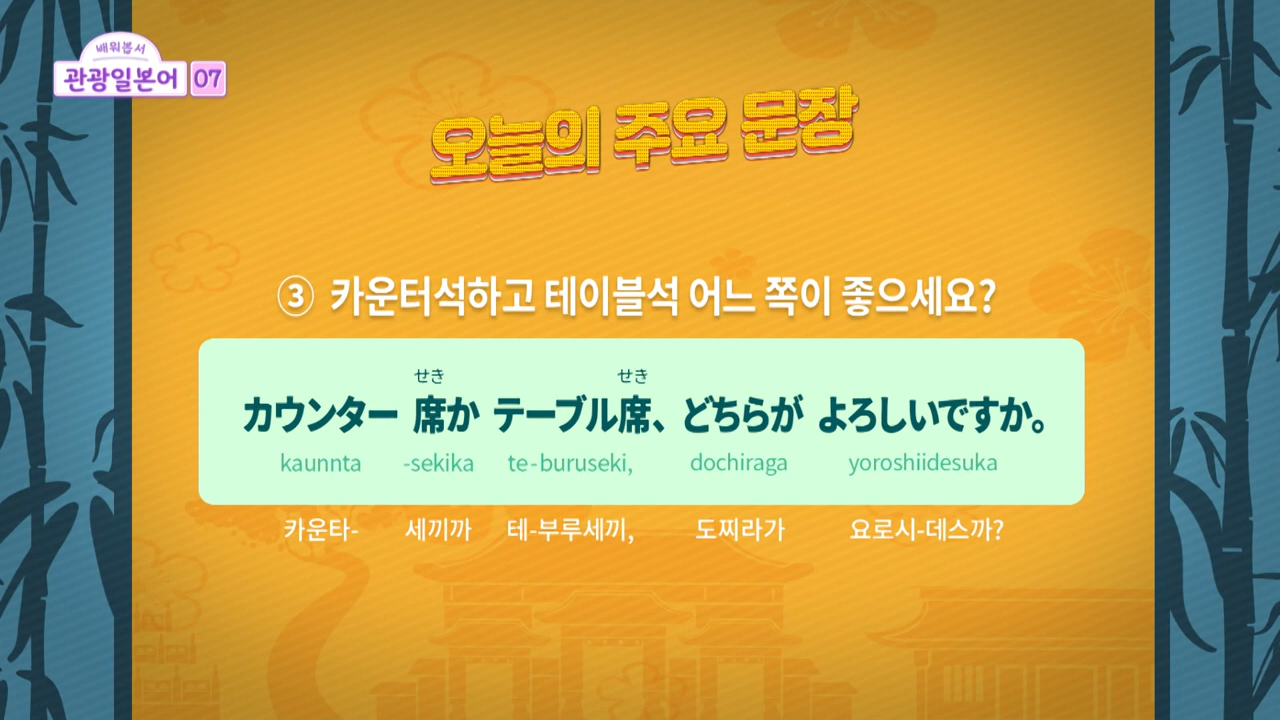 배워봅서
관광일본어 07
오늘의 주요 문장
③ 카운터석하고 테이블석 어느 쪽이 좋으세요?
せき せき
カウンター 席か テーブル席、 どちらが よろしいですか。
kaunnta -sekika te-buruseki, dochiraga yoroshiidesuka
카운타- 세끼까 테-부루세끼, 도찌라가 요로시-데스까?